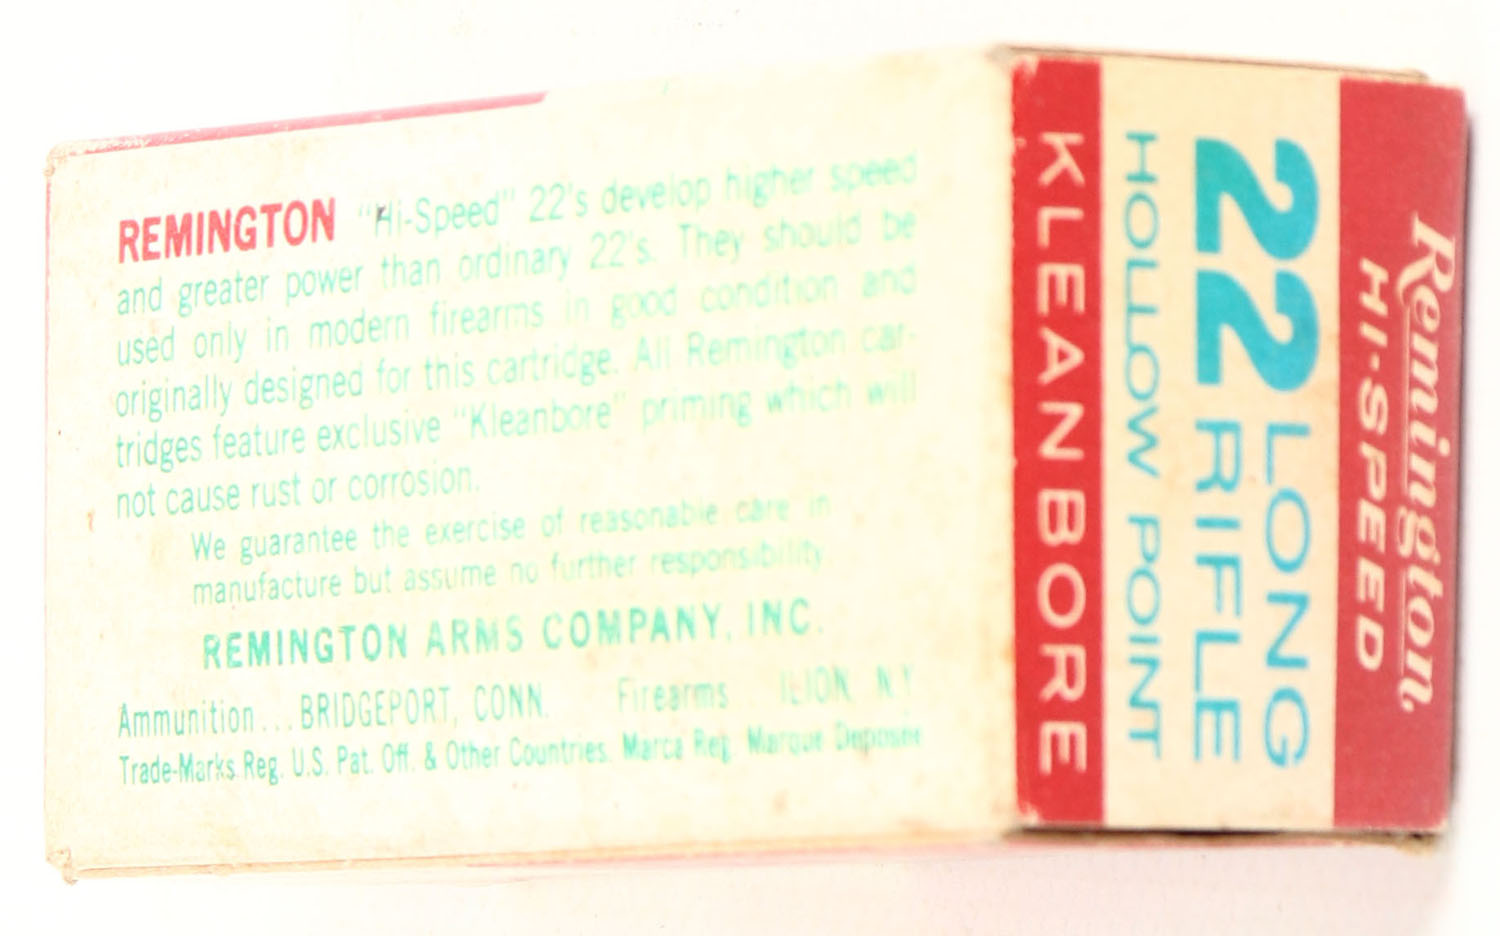 REMINGTON "Hi-Speed" 22's develop higher speed
and greater power than ordinary 22's. They should be
used only in modern firearms in good condition and
originally designed for this cartridge. All Remington car-
tridges feature exclusive "Kleanbore" priming which will
not cause rust or corrosion.
We guarantee the exercise of reasonable care in
manufacture but assume no further responsibility
REMINGTON ARMS COMPANY, INC.
Ammunition... BRIDGEPORT, CONN. Firearms ILION N Y
Trade-Marks Reg. U.S. Pat. Off. & Other Countries. Marca Reg. Marque Deposée
Remington
HI-SPEED
22 LONG
RIFLE
HOLLOW POINT
KLEANBORE